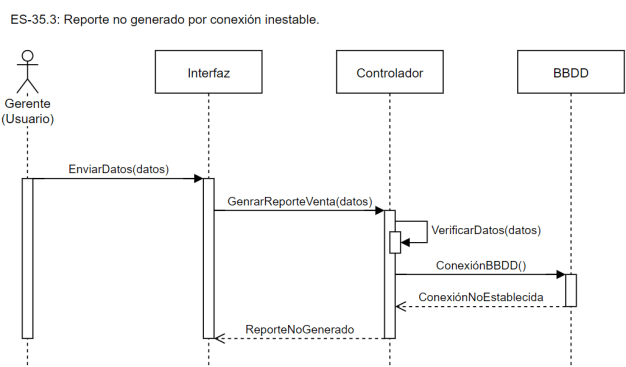 ES-35.3: Reporte no generado por conexión inestable.
Interfaz
Controlador
BBDD
Gerente
(Usuario)
EnviarDatos(datos)
GenrarReporteVenta(datos)
VerificarDatos(datos)
ConexiónBBDD()
ConexiónNoEstablecida
ReporteNoGenerado